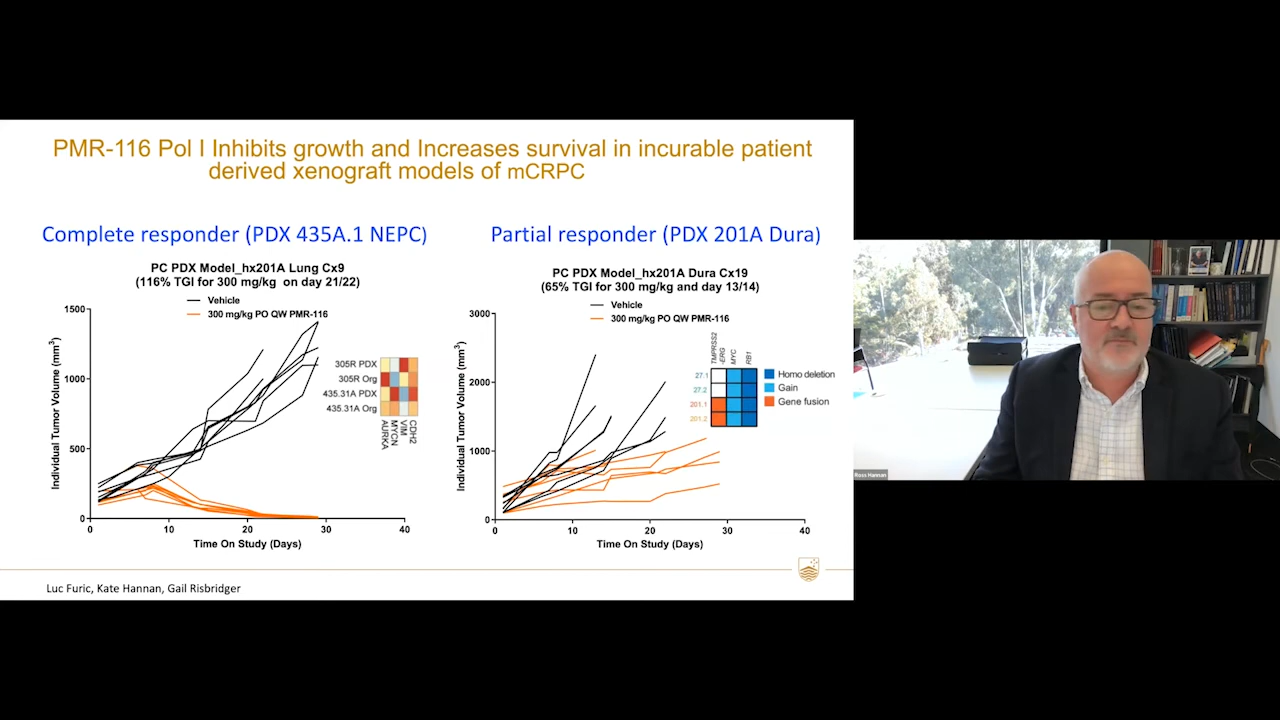 PMR-116 Pol I Inhibits growth and Increases survival in incurable patient
derived xenograft models of mCRPC
Complete responder (PDX 435A.1 NEPC)
PC PDX Model_hx201A Lung Cx9
(116% TGI for 300 mg/kg on day 21/22)
Vehicle
300 mg/kg PO QW PMR-116
Individual Tumor Volume (mm3)
1500
1000
500
0
0
10
20
30
40
Time On Study (Days)
305R PDX
305R Org
435.31A PDX
435.31A Org
AURKA
MYCN
VIM
CDH2
Partial responder (PDX 201A Dura)
PC PDX Model_hx201A Dura Cx19
(65% TGI for 300 mg/kg and day 13/14)
Vehicle
300 mg/kg PO QW PMR-116
Individual Tumor Volume (mm3)
3000
2000
1000
0
0
10
20
30
40
Time On Study (Days)
TMPRSS2
-ERG
MYC
RB1
27.1
27.2
201.1
201.2
Homo deletion
Gain
Gene fusion
Luc Furic, Kate Hannan, Gail Risbridger
Ross Hannan